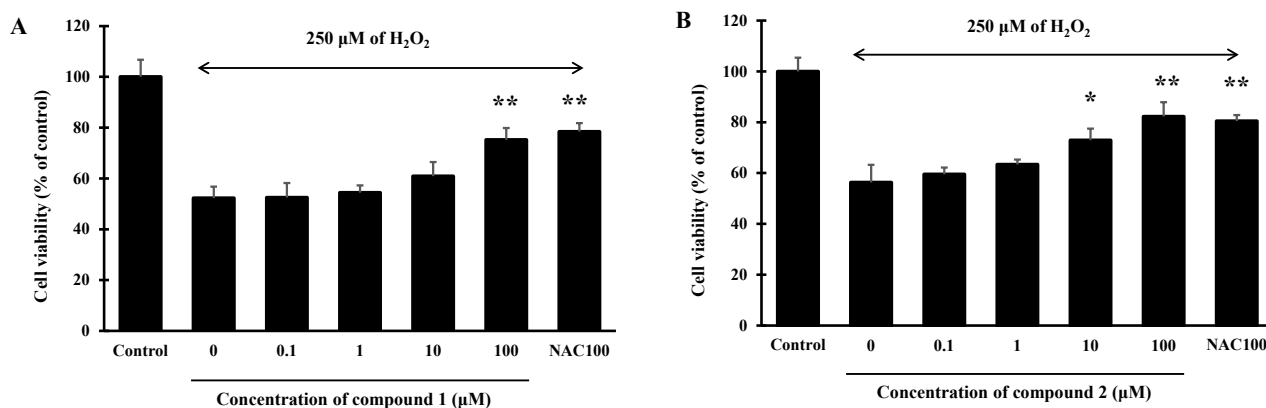 A
250 μM of H₂O₂
120
100
80
60
40
20
0
Cell viability (% of control)
** **
Control 0 0.1 1 10 100 NAC100
Concentration of compound 1 (μM)
B
250 μM of H₂O₂
120
100
80
60
40
20
0
Cell viability (% of control)
* ** **
Control 0 0.1 1 10 100 NAC100
Concentration of compound 2 (μM)